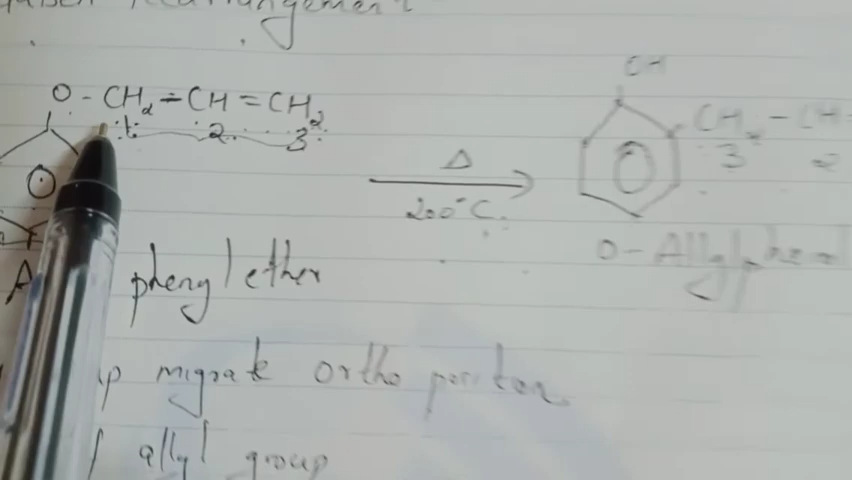 Rearrangement
O - CH2 - CH = CH2
1 2 3
Δ
200°C.
OH
CH2 - CH
3 2
O - Allylphenol
phenyl ether
migrate ortho position
allyl group